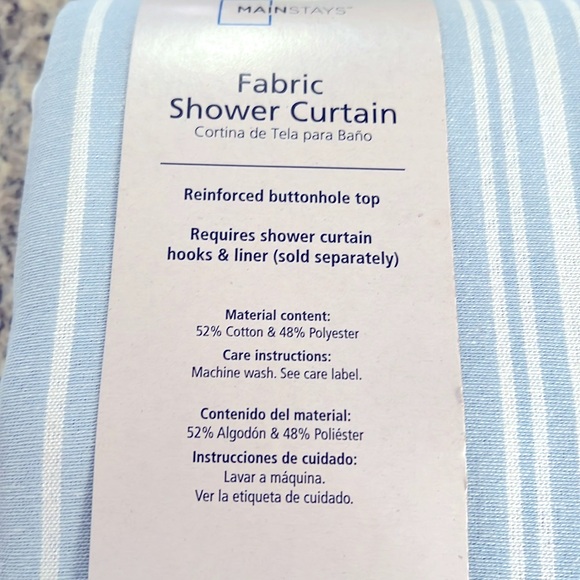 MAINSTAYS™
Fabric
Shower Curtain
Cortina de Tela para Baño
Reinforced buttonhole top
Requires shower curtain
hooks & liner (sold separately)
Material content:
52% Cotton & 48% Polyester
Care instructions:
Machine wash. See care label.
Contenido del material:
52% Algodón & 48% Poliéster
Instrucciones de cuidado:
Lavar a máquina.
Ver la etiqueta de cuidado.